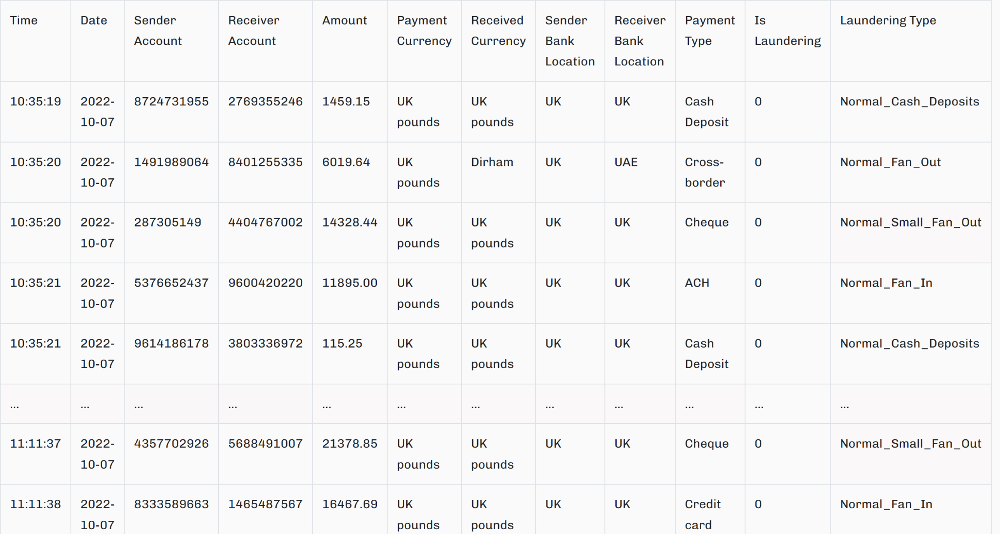 Time Date Sender Account Receiver Account Amount Payment Currency Received Currency Sender Bank Location Receiver Bank Location Payment Type Is Laundering Laundering Type
10:35:19 2022-10-07 8724731955 2769355246 1459.15 UK pounds UK pounds UK UK Cash Deposit 0 Normal_Cash_Deposits
10:35:20 2022-10-07 1491989064 8401255335 6019.64 UK pounds Dirham UK UAE Cross-border 0 Normal_Fan_Out
10:35:20 2022-10-07 287305149 4404767002 14328.44 UK pounds UK pounds UK UK Cheque 0 Normal_Small_Fan_Out
10:35:21 2022-10-07 5376652437 9600420220 11895.00 UK pounds UK pounds UK UK ACH 0 Normal_Fan_In
10:35:21 2022-10-07 9614186178 3803336972 115.25 UK pounds UK pounds UK UK Cash Deposit 0 Normal_Cash_Deposits
... ... ... ... ... ... ... ... ... ... ... ...
11:11:37 2022-10-07 4357702926 5688491007 21378.85 UK pounds UK pounds UK UK Cheque 0 Normal_Small_Fan_Out
11:11:38 2022-10-07 8333589663 1465487567 16467.69 UK pounds UK pounds UK UK Credit card 0 Normal_Fan_In